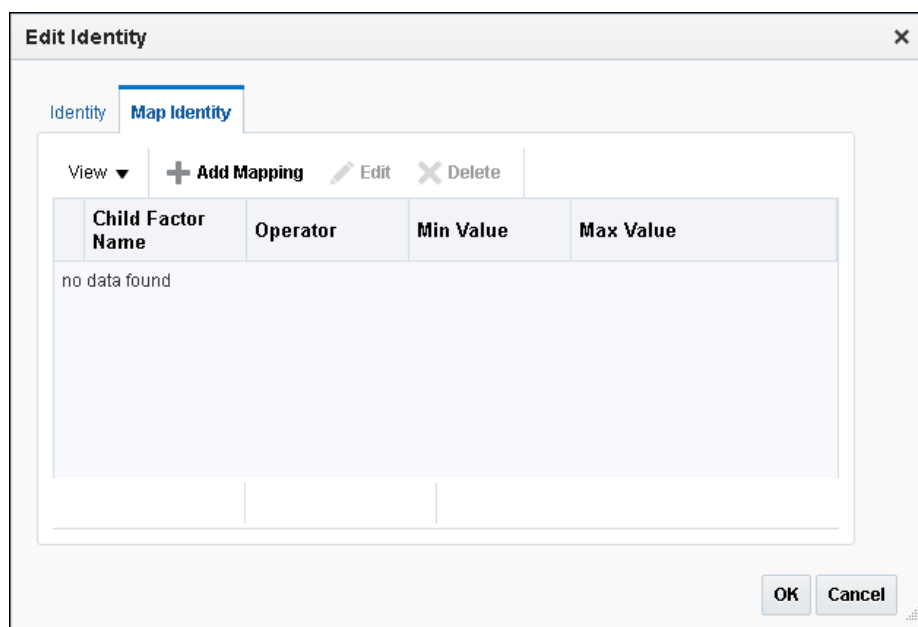 Edit Identity
Identity Map Identity
View Add Mapping Edit Delete
Child Factor Name Operator Min Value Max Value
no data found
OK Cancel